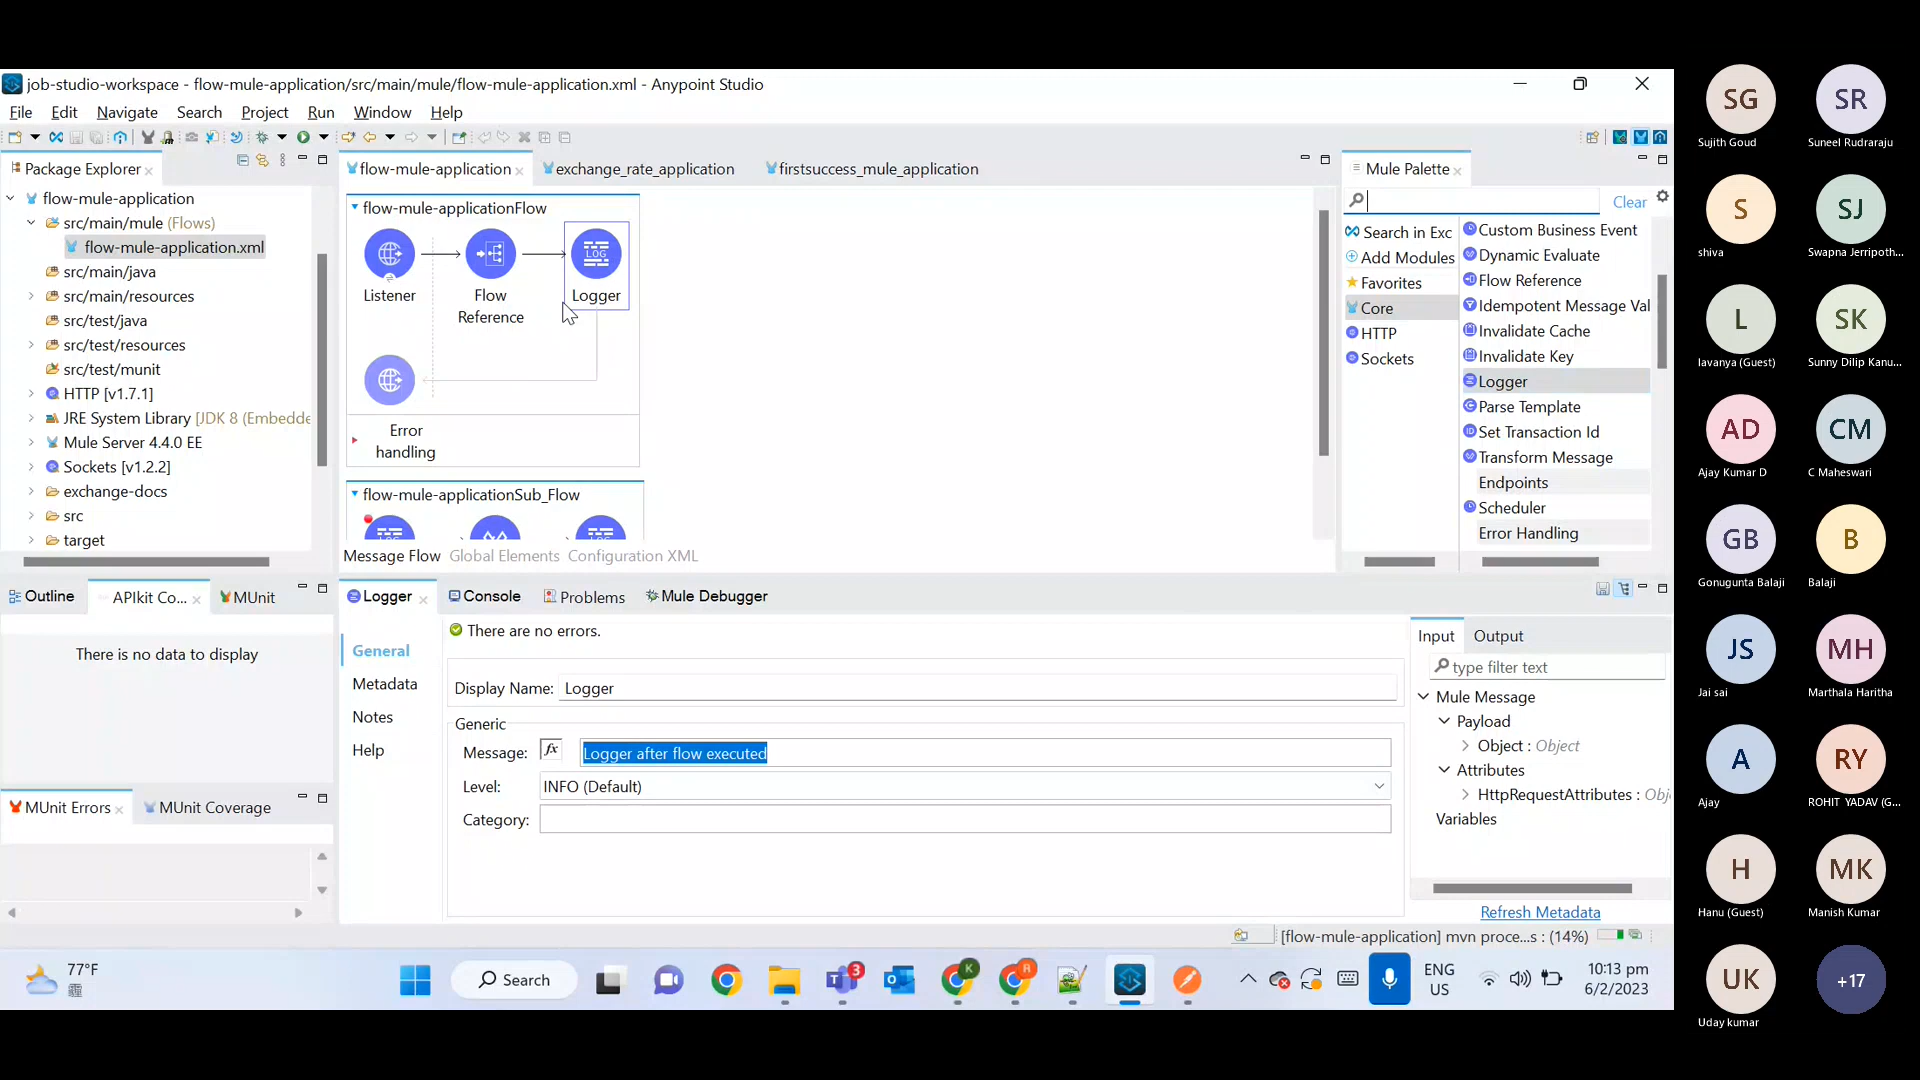 job-studio-workspace - flow-mule-application/src/main/mule/flow-mule-application.xml - Anypoint Studio
File Edit Navigate Search Project Run Window Help
Package Explorer
flow-mule-application
src/main/mule (Flows)
flow-mule-application.xml
src/main/java
src/main/resources
src/test/java
src/test/resources
src/test/munit
HTTP [v1.7.1]
JRE System Library [JDK 8 (Embedde
Mule Server 4.4.0 EE
Sockets [v1.2.2]
exchange-docs
src
target
flow-mule-application
exchange_rate_application
firstsuccess_mule_application
flow-mule-applicationFlow
LOG
Listener
Flow
Reference
Logger
Error
handling
flow-mule-applicationSub_Flow
Message Flow Global Elements Configuration XML
Mule Palette
Clear
Search in Exc
Add Modules
Favorites
Core
HTTP
Sockets
Custom Business Event
Dynamic Evaluate
Flow Reference
Idempotent Message Val
Invalidate Cache
Invalidate Key
Logger
Parse Template
Set Transaction Id
Transform Message
Endpoints
Scheduler
Error Handling
Outline
APIkit Co...
MUnit
There is no data to display
MUnit Errors
MUnit Coverage
Logger
Console
Problems
Mule Debugger
There are no errors.
General
Metadata
Notes
Help
Display Name: Logger
Generic
Message: fx Logger after flow executed
Level: INFO (Default)
Category:
Input Output
type filter text
Mule Message
Payload
Object : Object
Attributes
HttpRequestAttributes : Obj
Variables
Refresh Metadata
[flow-mule-application] mvn proce...s : (14%)
77°F
Search
3
K
R
ENG
US
10:13 pm
6/2/2023
SG
Sujith Goud
SR
Suneel Rudraraju
S
shiva
SJ
Swapna Jerripoth...
L
lavanya (Guest)
SK
Sunny Dilip Kanu...
AD
Ajay Kumar D
CM
C Maheswari
GB
Gonugunta Balaji
B
Balaji
JS
Jai sai
MH
Marthala Haritha
A
Ajay
RY
ROHIT YADAV (G...
H
Hanu (Guest)
MK
Manish Kumar
UK
Uday kumar
+17